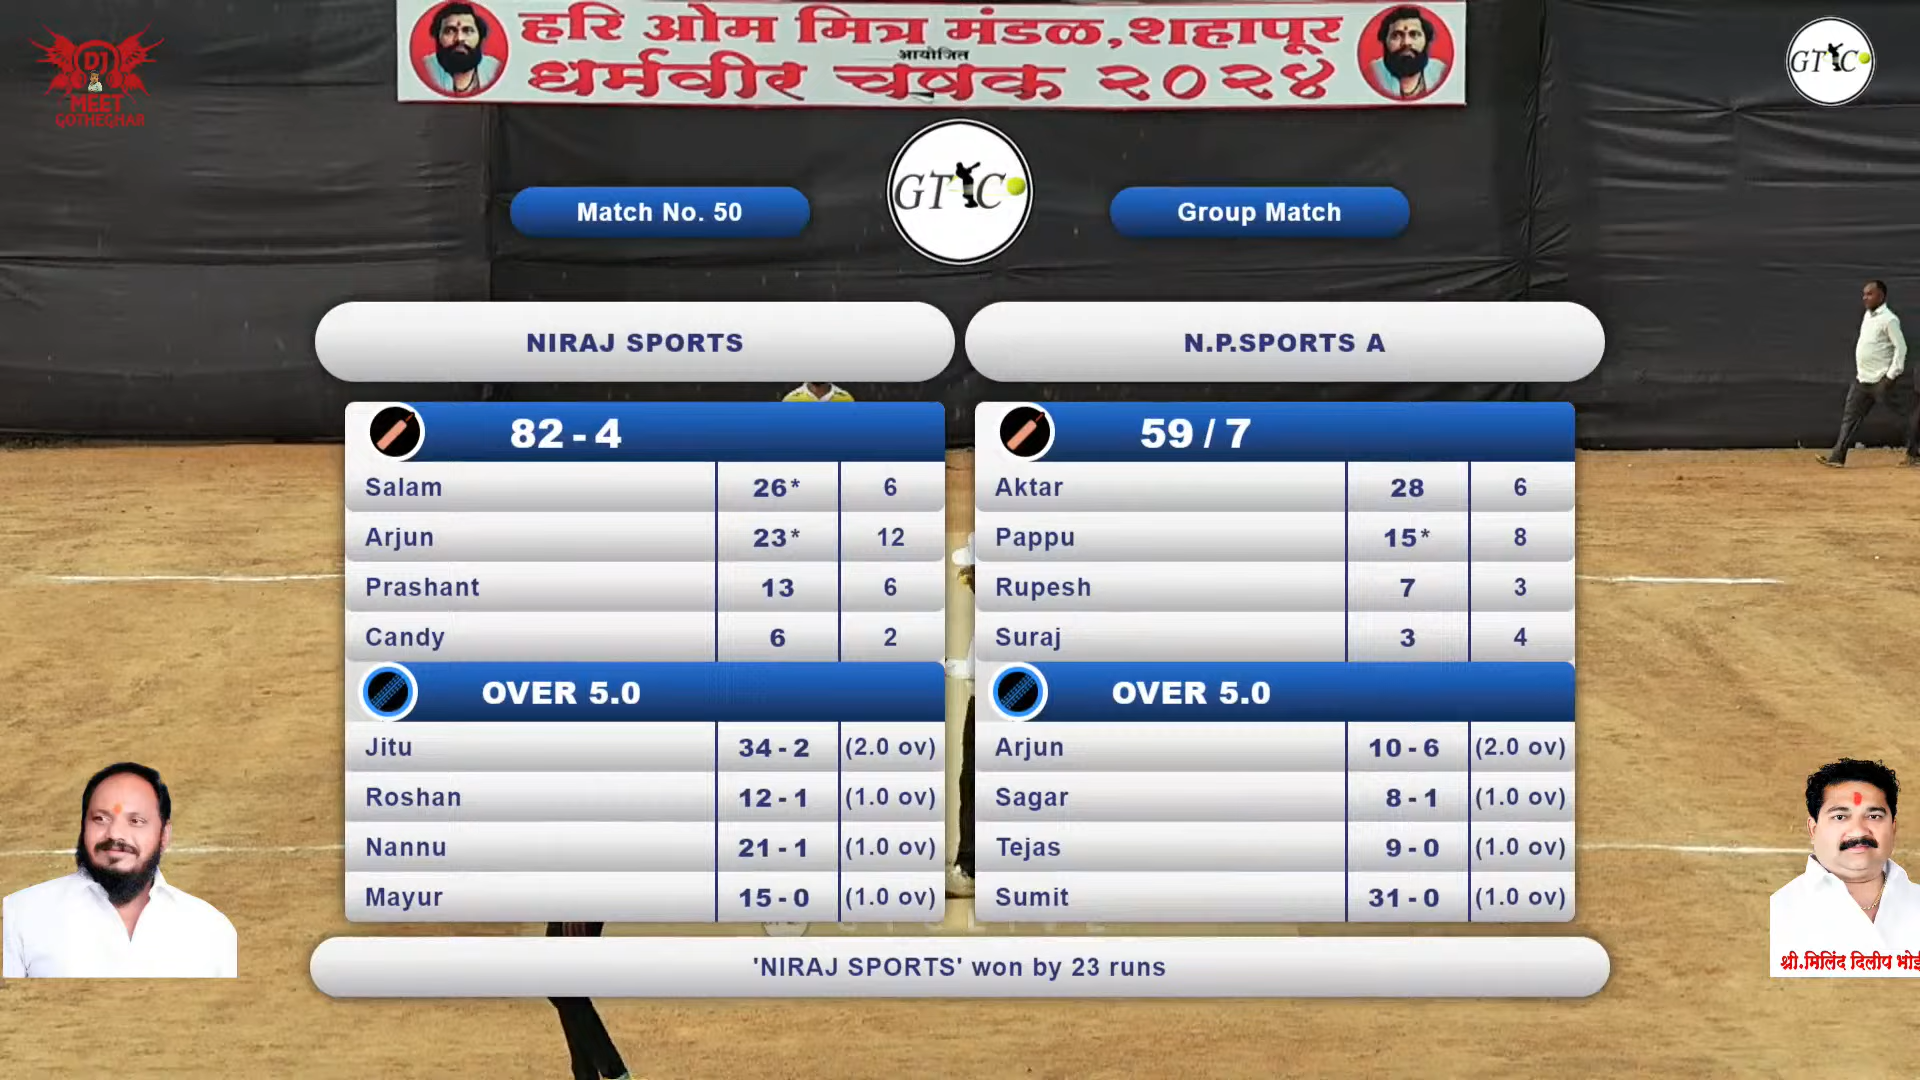 हरि ओम मित्र मंडळ,शहापूर
आयोजित
धर्मवीर चषक २०२४
DJ
MEET
GOTHEGHAR
GTCC
GTCC
Match No. 50
Group Match
NIRAJ SPORTS
N.P.SPORTS A
82 - 4
Salam 26* 6
Arjun 23* 12
Prashant 13 6
Candy 6 2
OVER 5.0
Jitu 34 - 2 (2.0 ov)
Roshan 12 - 1 (1.0 ov)
Nannu 21 - 1 (1.0 ov)
Mayur 15 - 0 (1.0 ov)
59 / 7
Aktar 28 6
Pappu 15* 8
Rupesh 7 3
Suraj 3 4
OVER 5.0
Arjun 10 - 6 (2.0 ov)
Sagar 8 - 1 (1.0 ov)
Tejas 9 - 0 (1.0 ov)
Sumit 31 - 0 (1.0 ov)
'NIRAJ SPORTS' won by 23 runs
श्री.मिलिंद दिलीप भोई